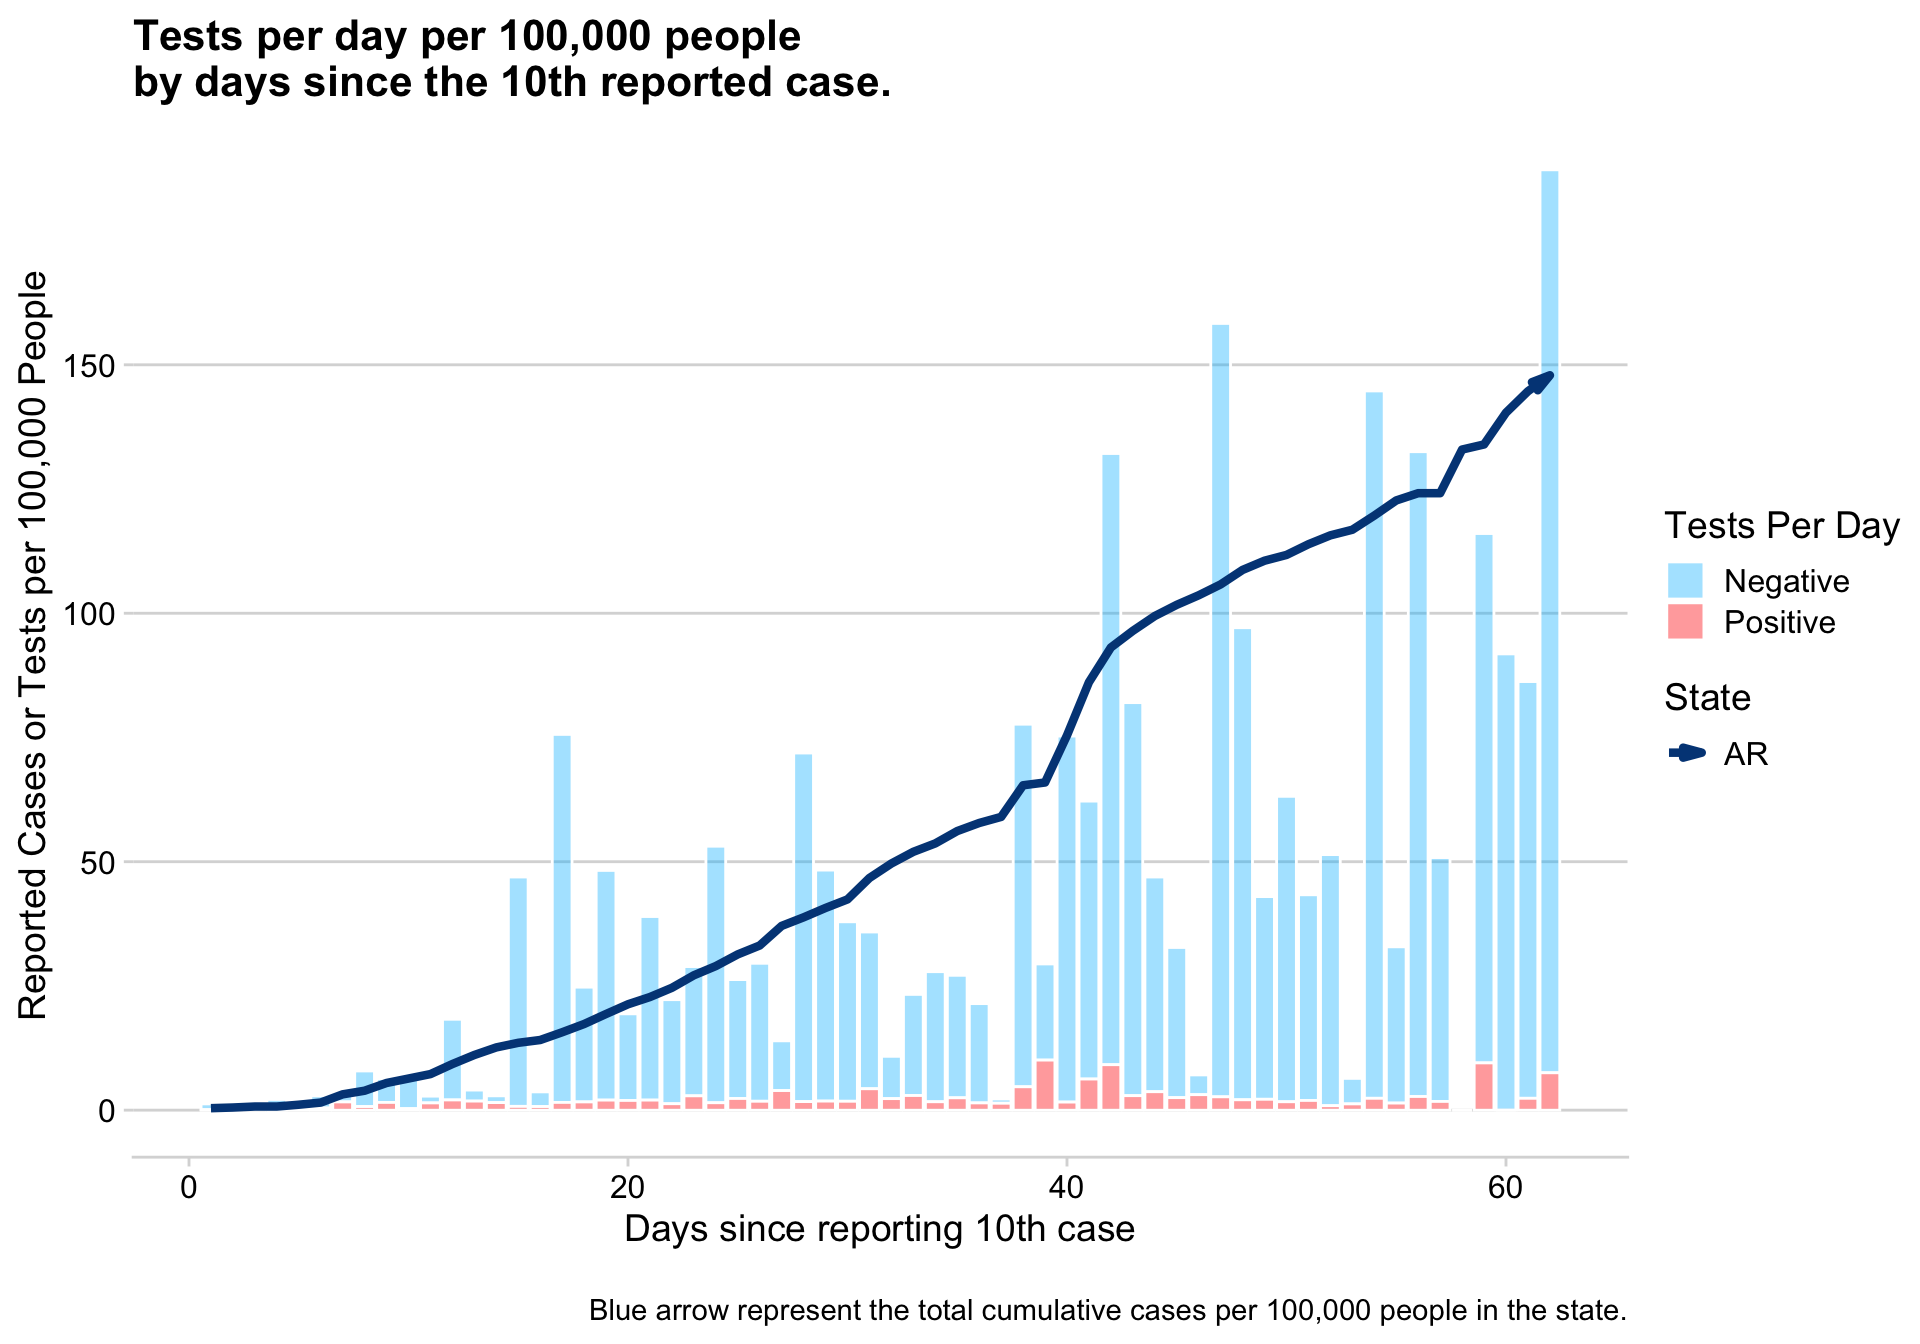 Tests per day per 100,000 people
by days since the 10th reported case.
Reported Cases or Tests per 100,000 People
150
100
50
0
0
20
40
60
Days since reporting 10th case
Tests Per Day
Negative
Positive
State
AR
Blue arrow represent the total cumulative cases per 100,000 people in the state.